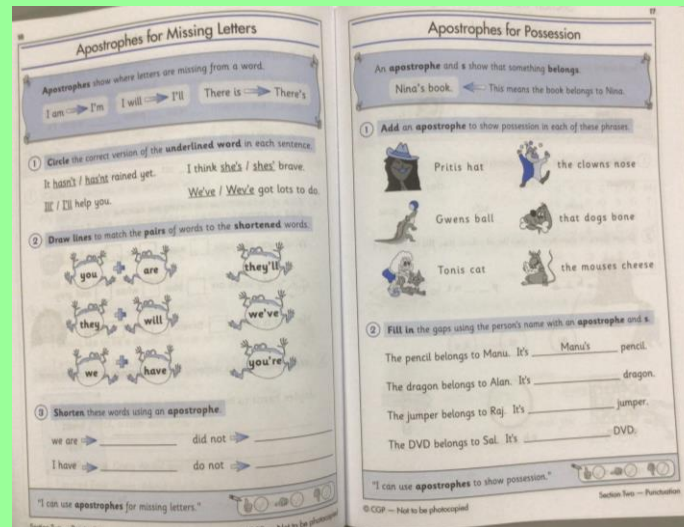 Apostrophes for Missing Letters
Apostrophes show where letters are missing from a word.
I am I'm I will I'll There is There's
1 Circle the correct version of the underlined word in each sentence.
It hasn't / has'nt rained yet. I think she's / shes' brave.
Ill' / I'll help you. We've / Wev'e got lots to do.
2 Draw lines to match the pairs of words to the shortened words.
you + are they'll
they + will we've
we + have you're
3 Shorten these words using an apostrophe.
we are did not
I have do not
"I can use apostrophes for missing letters."
Apostrophes for Possession
An apostrophe and s show that something belongs.
Nina's book. This means the book belongs to Nina.
1 Add an apostrophe to show possession in each of these phrases.
Pritis hat the clowns nose
Gwens ball that dogs bone
Tonis cat the mouses cheese
2 Fill in the gaps using the person's name with an apostrophe and s.
The pencil belongs to Manu. It's Manu's pencil.
The dragon belongs to Alan. It's dragon.
The jumper belongs to Raj. It's jumper.
The DVD belongs to Sal. It's DVD.
"I can use apostrophes to show possession."
Section Two — Punctuation
© CGP — Not to be photocopied